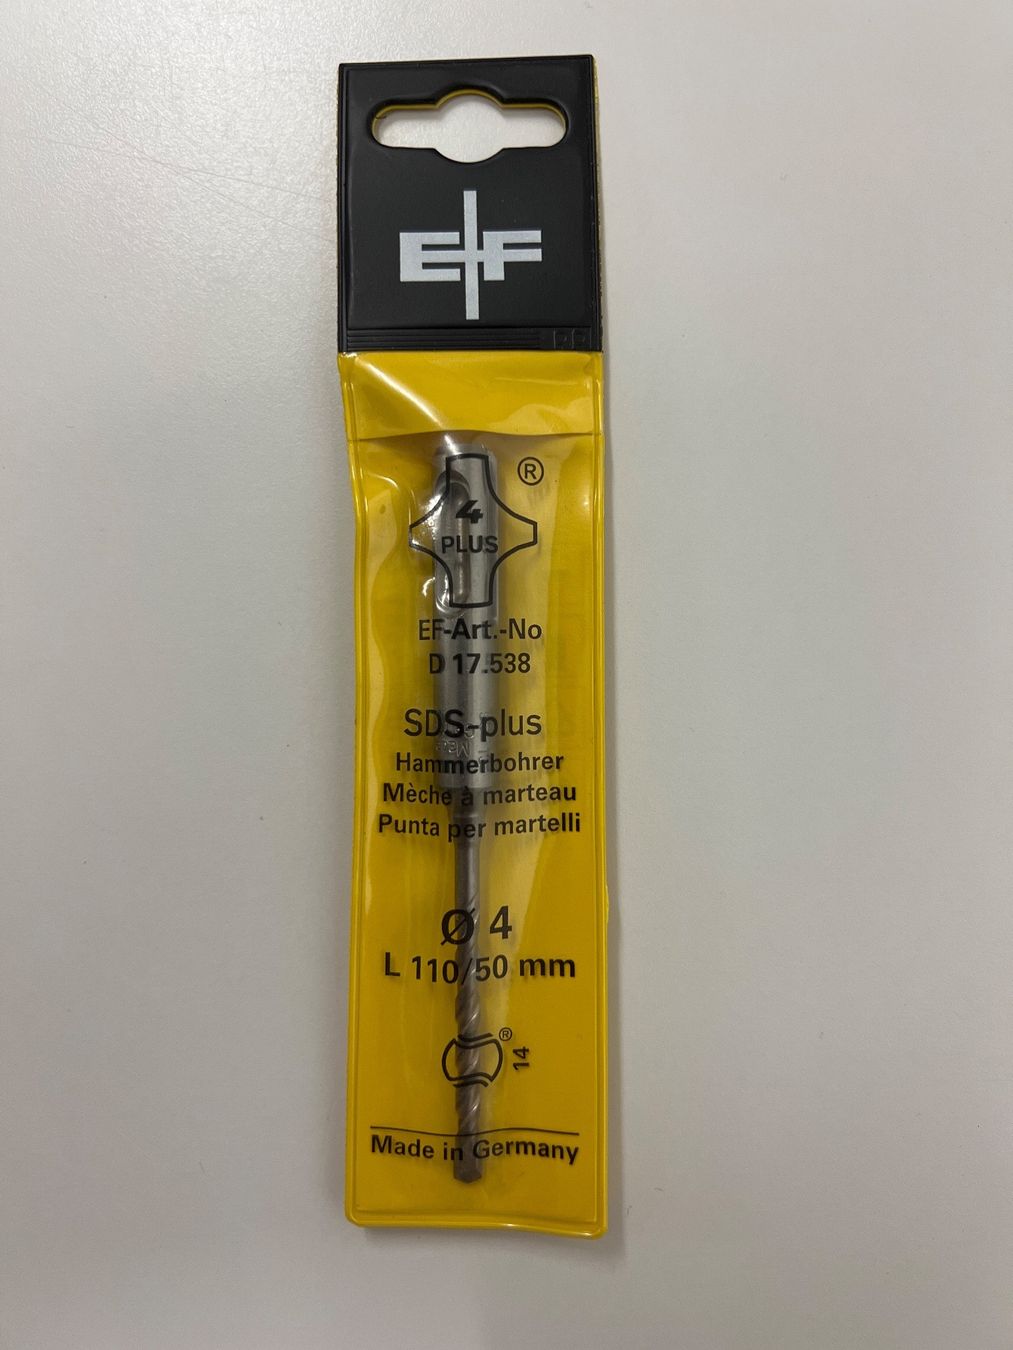 EF
®
4
PLUS
EF-Art.-No
D 17.538
SDS-plus
Hammerbohrer
Mèche à marteau
Punta per martelli
Ø 4
L 110/50 mm
®
14
Made in Germany